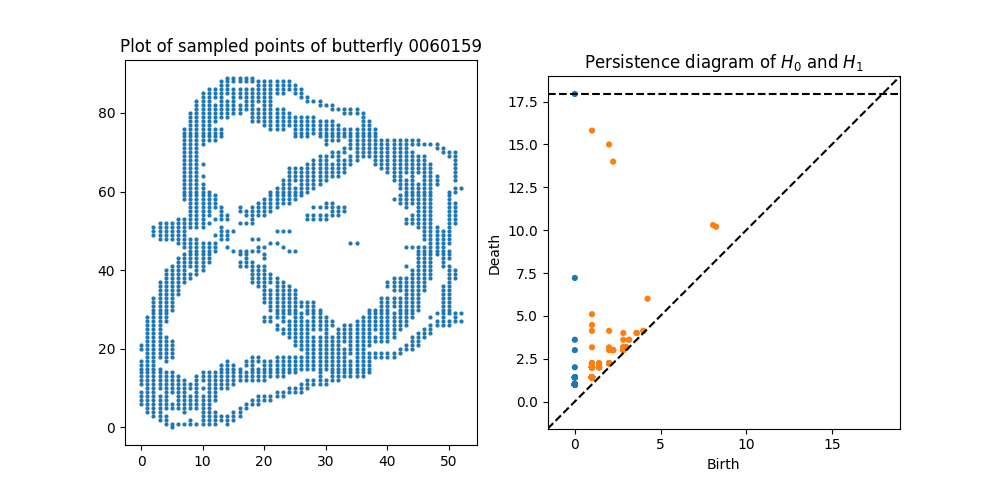 Plot of sampled points of butterfly 0060159
80
60
40
20
0
0 10 20 30 40 50
Persistence diagram of $H_0$ and $H_1$
17.5
15.0
12.5
10.0
7.5
5.0
2.5
0.0
Death
0 5 10 15
Birth